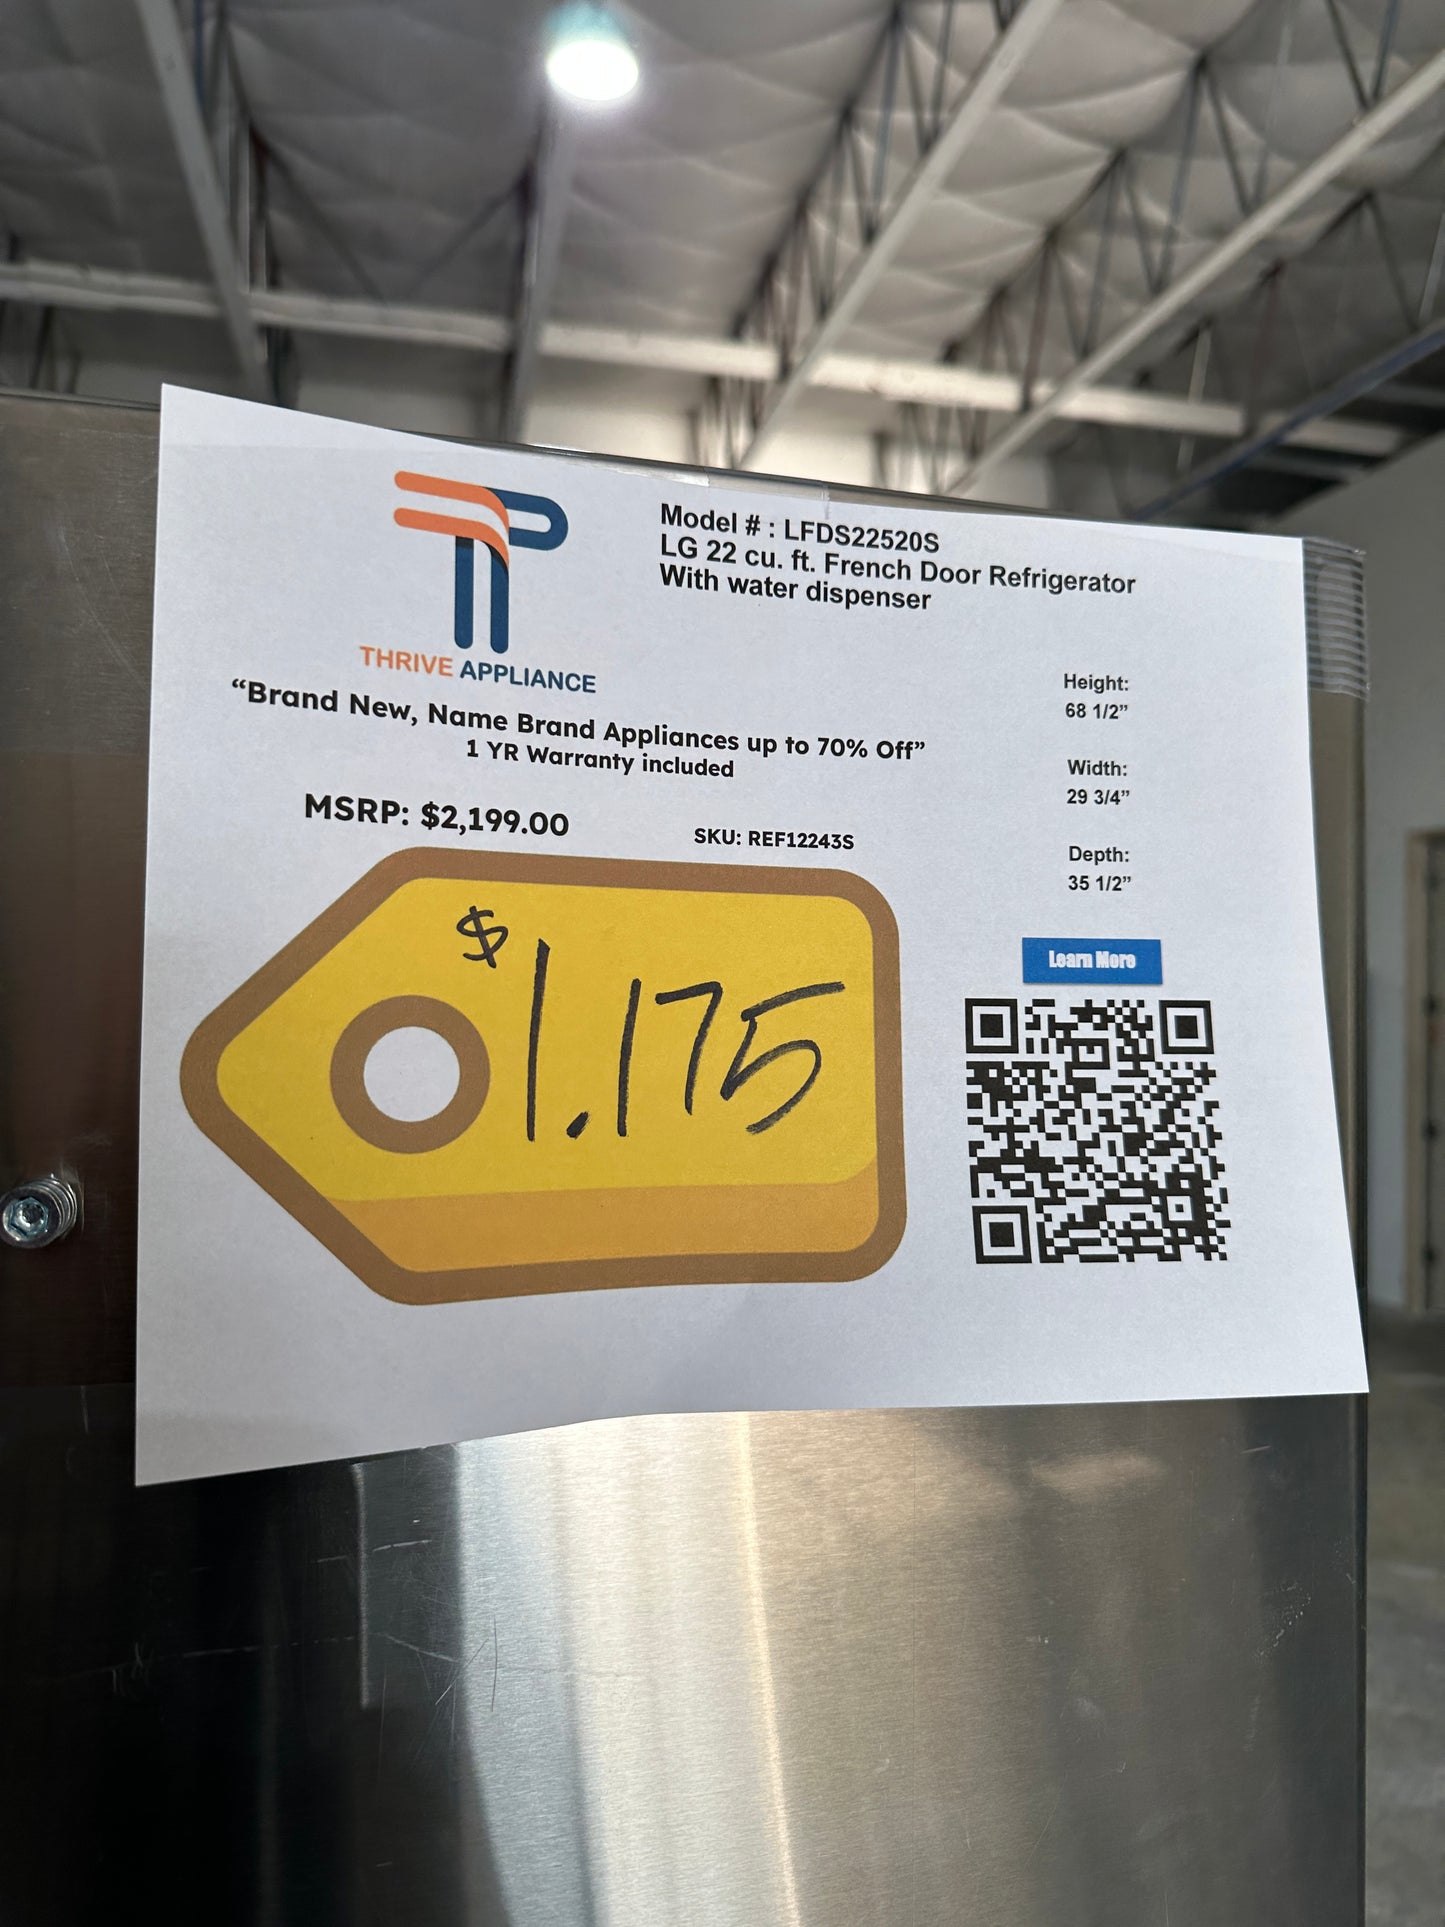 THRIVE APPLIANCE
Model # : LFDS22520S
LG 22 cu. ft. French Door Refrigerator
With water dispenser
“Brand New, Name Brand Appliances up to 70% Off”
1 YR Warranty included
MSRP: $2,199.00
SKU: REF12243S
$1.175
Height:
68 1/2”
Width:
29 3/4”
Depth:
35 1/2”
Learn More